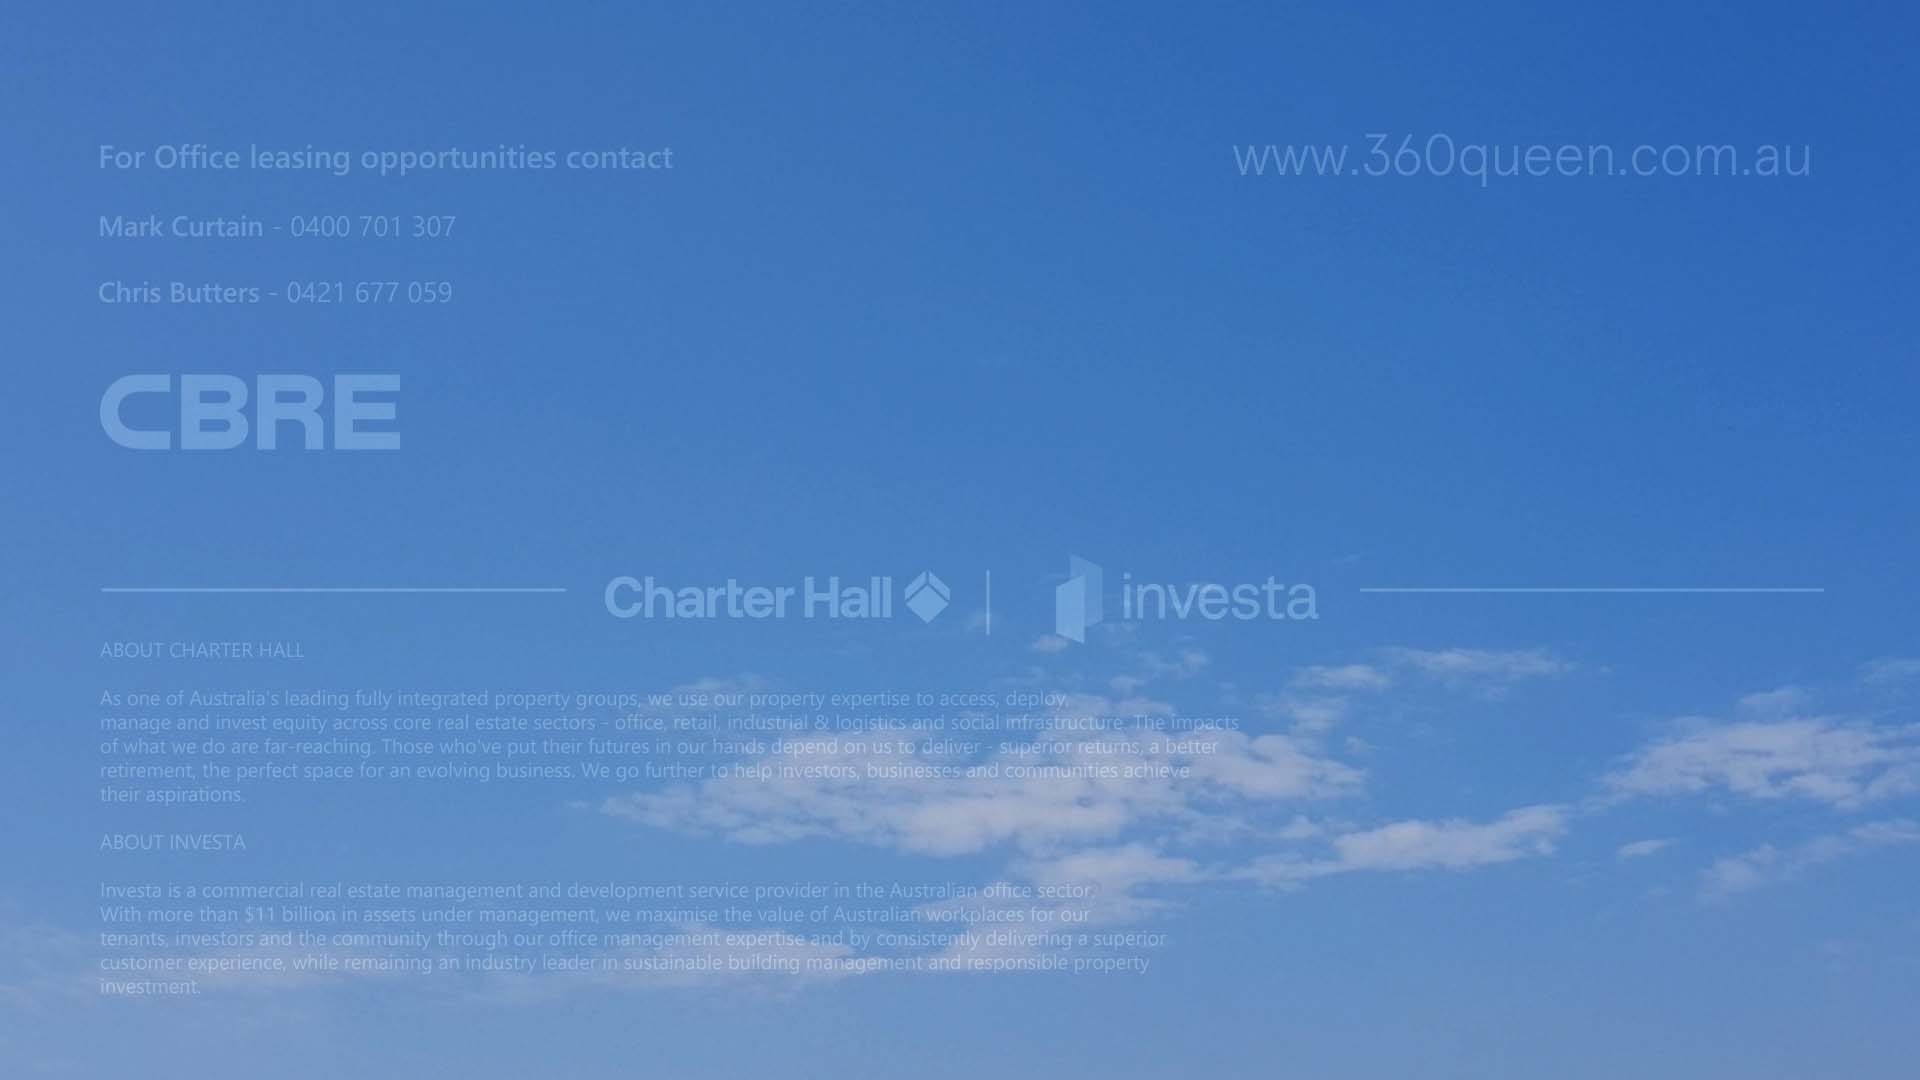 For Office leasing opportunities contact
www.360queen.com.au
Mark Curtain - 0400 701 307
Chris Butters - 0421 677 059
CBRE
Charter Hall
investa
ABOUT CHARTER HALL
As one of Australia's leading fully integrated property groups, we use our property expertise to access, deploy,
manage and invest equity across core real estate sectors - office, retail, industrial & logistics and social infrastructure. The impacts
of what we do are far-reaching. Those who've put their futures in our hands depend on us to deliver - superior returns, a better
retirement, the perfect space for an evolving business. We go further to help investors, businesses and communities achieve
their aspirations.
ABOUT INVESTA
Investa is a commercial real estate management and development service provider in the Australian office sector.
With more than $11 billion in assets under management, we maximise the value of Australian workplaces for our
tenants, investors and the community through our office management expertise and by consistently delivering a superior
customer experience, while remaining an industry leader in sustainable building management and responsible property
investment.